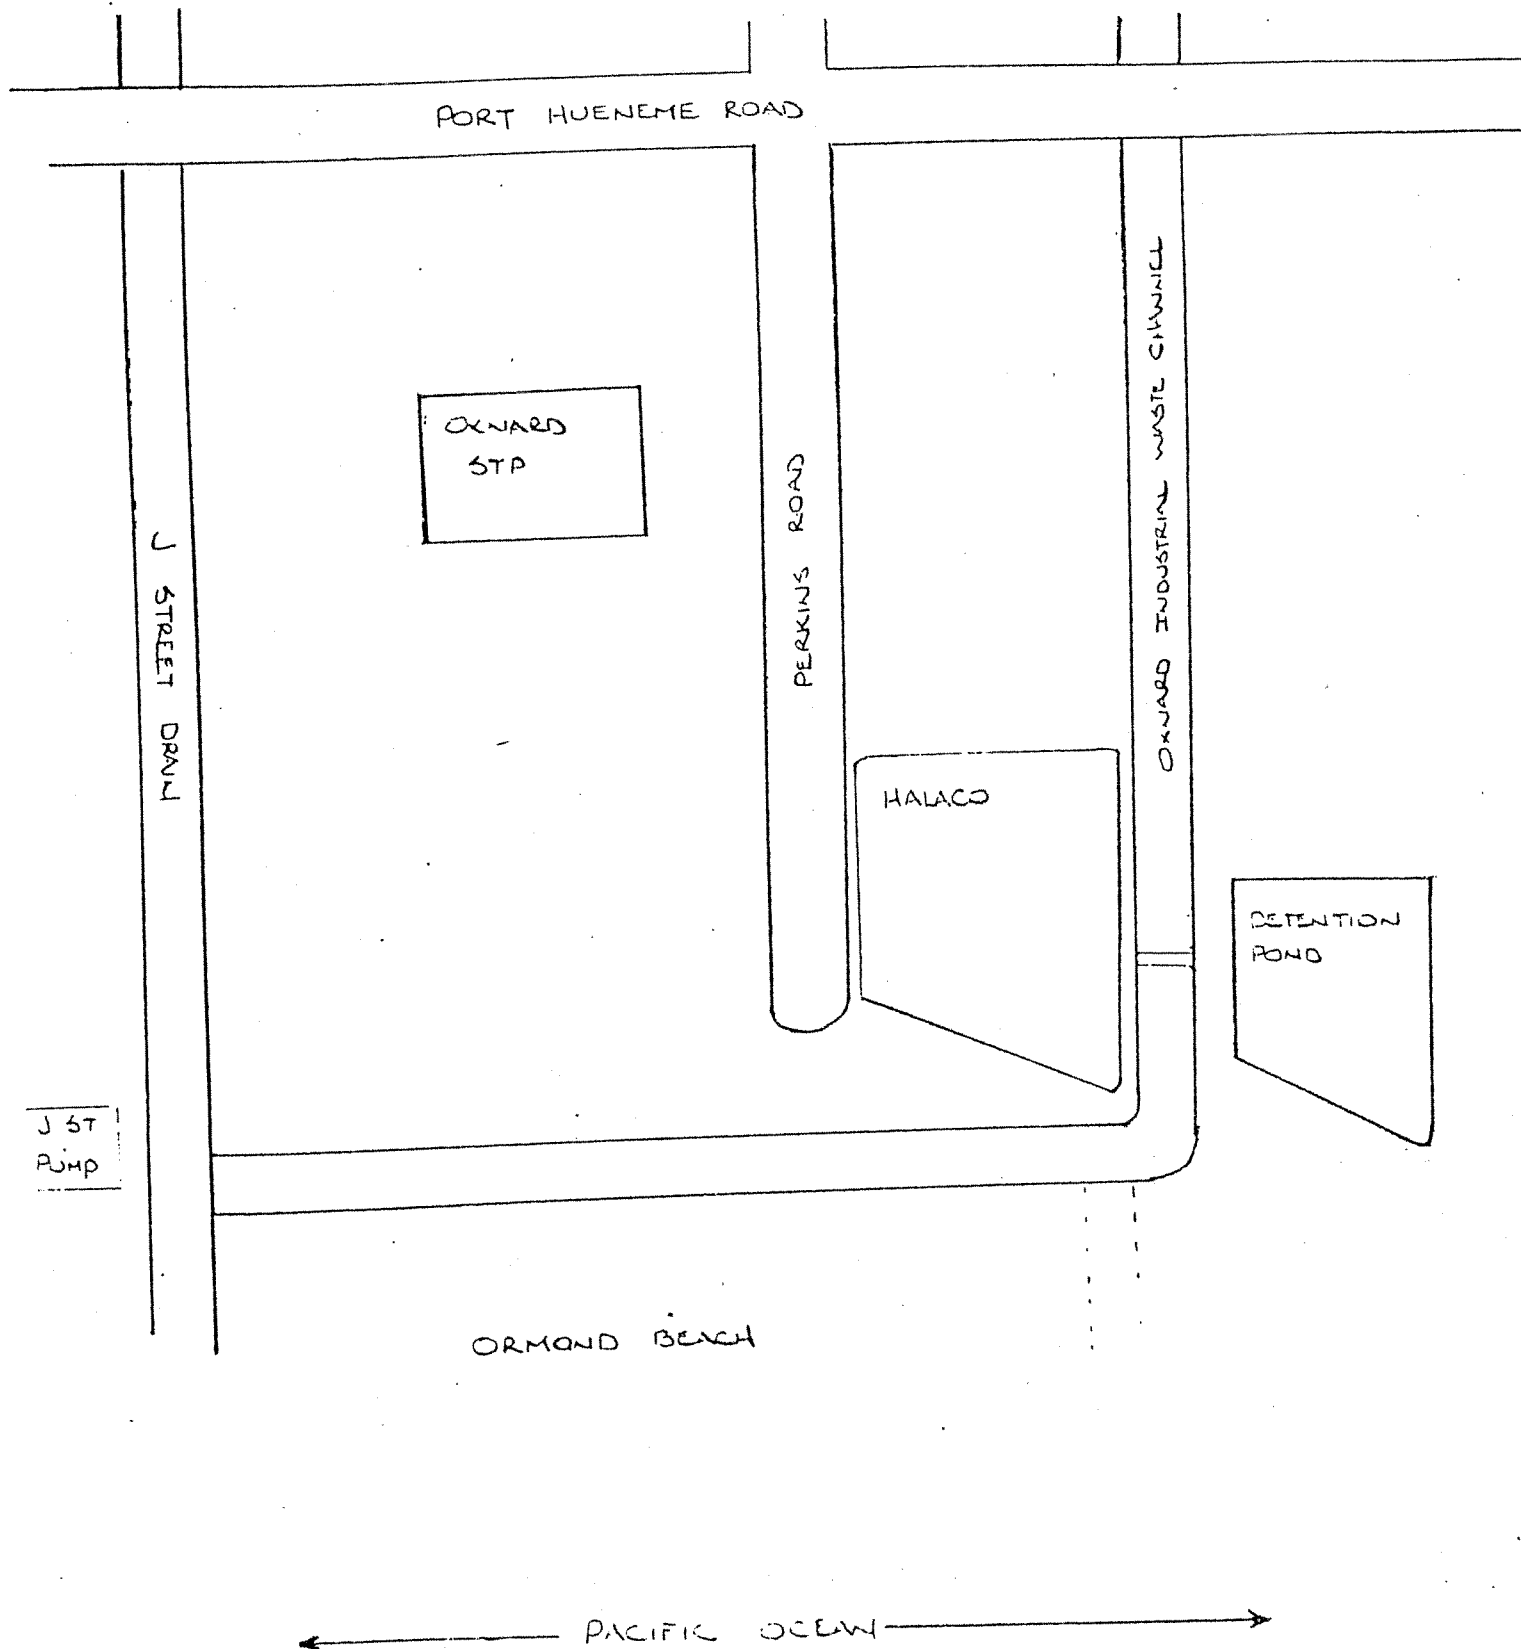 PORT HUENEME ROAD
OXNARD INDUSTRIAL WASTE CHANNEL
OXNARD
STP
PERKINS ROAD
J STREET DRAIN
HALACO
DETENTION
POND
J ST
PUMP
ORMOND BEACH
PACIFIC OCEAN